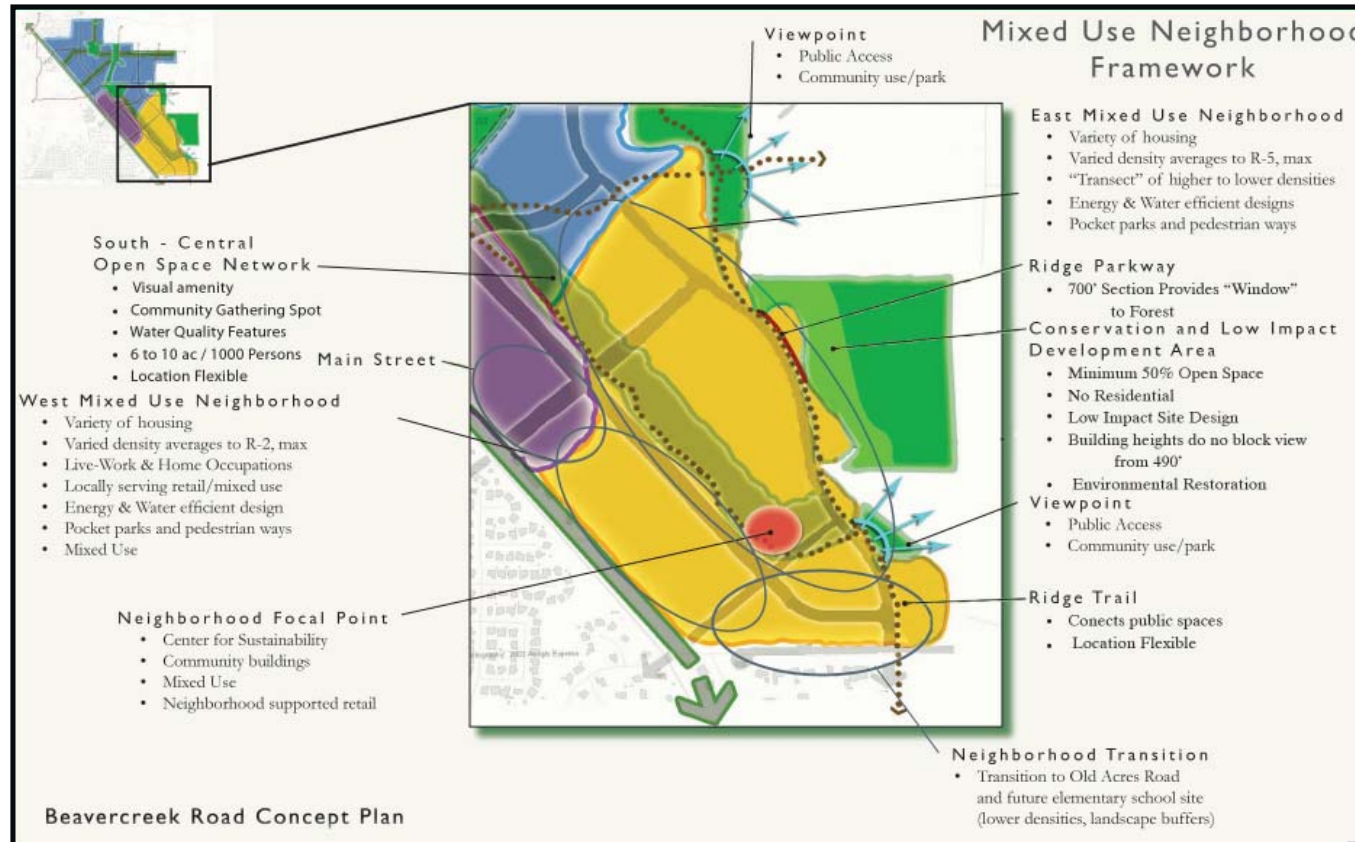 Mixed Use Neighborhood
Framework
Viewpoint
• Public Access
• Community use/park
East Mixed Use Neighborhood
• Variety of housing
• Varied density averages to R-5, max
• “Transect” of higher to lower densities
• Energy & Water efficient designs
• Pocket parks and pedestrian ways
Ridge Parkway
• 700' Section Provides “Window”
to Forest
Conservation and Low Impact
Development Area
• Minimum 50% Open Space
• No Residential
• Low Impact Site Design
• Building heights do no block view
from 490'
• Environmental Restoration
Viewpoint
• Public Access
• Community use/park
Ridge Trail
• Conects public spaces
• Location Flexible
Neighborhood Transition
• Transition to Old Acres Road
and future elementary school site
(lower densities, landscape buffers)
South - Central
Open Space Network
• Visual amenity
• Community Gathering Spot
• Water Quality Features
• 6 to 10 ac / 1000 Persons
• Location Flexible
Main Street
West Mixed Use Neighborhood
• Variety of housing
• Varied density averages to R-2, max
• Live-Work & Home Occupations
• Locally serving retail/mixed use
• Energy & Water efficient design
• Pocket parks and pedestrian ways
• Mixed Use
Neighborhood Focal Point
• Center for Sustainability
• Community buildings
• Mixed Use
• Neighborhood supported retail
Beavercreek Road Concept Plan